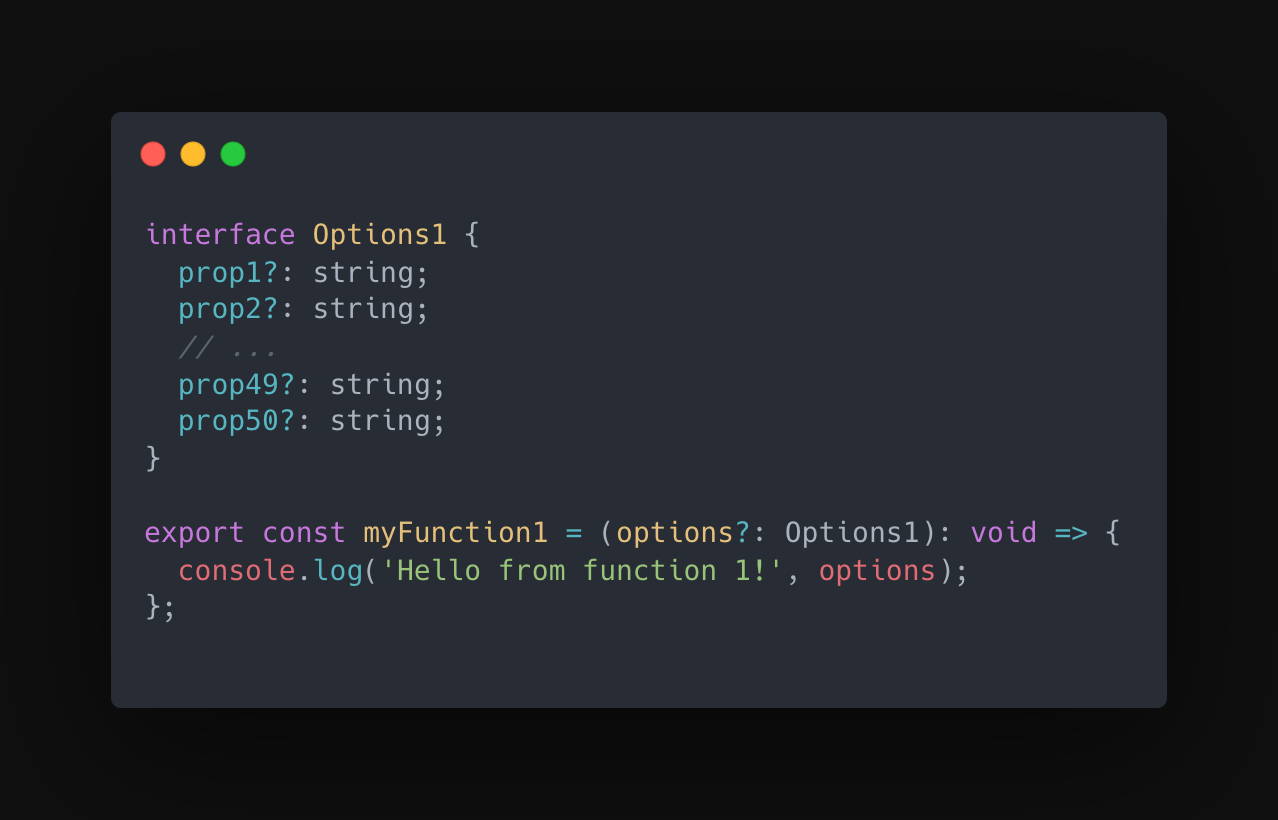 interface Options1 {
  prop1?: string;
  prop2?: string;
  // ...
  prop49?: string;
  prop50?: string;
}

export const myFunction1 = (options?: Options1): void => {
  console.log('Hello from function 1!', options);
};